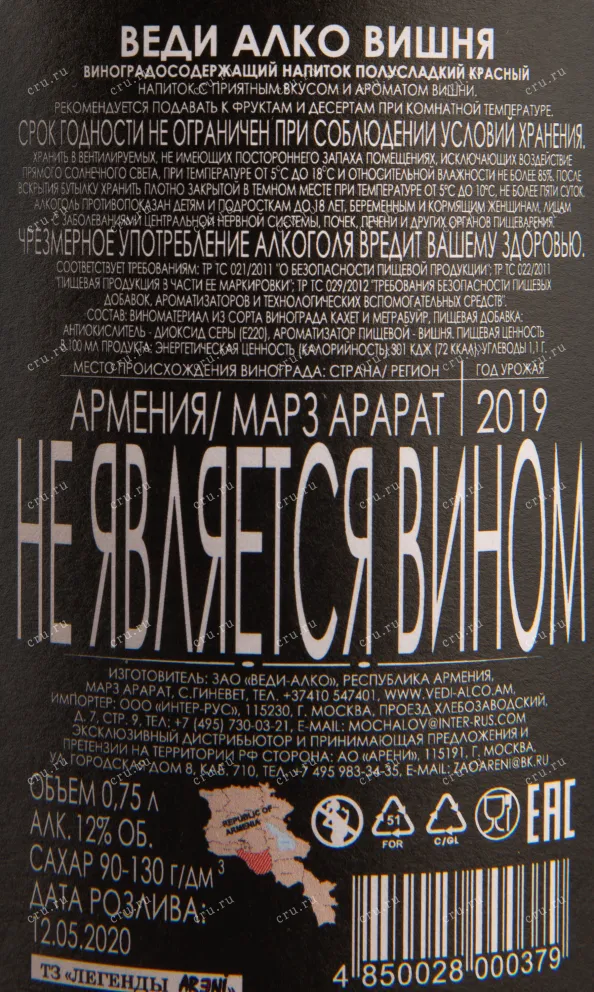 ВЕДИ АЛКО ВИШНЯ
ВИНОГРАДОСОДЕРЖАЩИЙ НАПИТОК ПОЛУСЛАДКИЙ КРАСНЫЙ
НАПИТОК С ПРИЯТНЫМ ВКУСОМ И АРОМАТОМ ВИШНИ.
РЕКОМЕНДУЕТСЯ ПОДАВАТЬ К ФРУКТАМ И ДЕСЕРТАМ ПРИ КОМНАТНОЙ ТЕМПЕРАТУРЕ.
СРОК ГОДНОСТИ НЕ ОГРАНИЧЕН ПРИ СОБЛЮДЕНИИ УСЛОВИЙ ХРАНЕНИЯ.
ХРАНИТЬ В ВЕНТИЛИРУЕМЫХ, НЕ ИМЕЮЩИХ ПОСТОРОННЕГО ЗАПАХА ПОМЕЩЕНИЯХ, ИСКЛЮЧАЮЩИХ ВОЗДЕЙСТВИЕ
ПРЯМОГО СОЛНЕЧНОГО СВЕТА, ПРИ ТЕМПЕРАТУРЕ ОТ 5°С ДО 18°С И ОТНОСИТЕЛЬНОЙ ВЛАЖНОСТИ НЕ БОЛЕЕ 85%. ПОСЛЕ
ВСКРЫТИЯ БУТЫЛКУ ХРАНИТЬ ПЛОТНО ЗАКРЫТОЙ В ТЕМНОМ МЕСТЕ ПРИ ТЕМПЕРАТУРЕ ОТ 5°С ДО 10°С, НЕ БОЛЕЕ ПЯТИ СУТОК.
АЛКОГОЛЬ ПРОТИВОПОКАЗАН ДЕТЯМ И ПОДРОСТКАМ ДО 18 ЛЕТ, БЕРЕМЕННЫМ И КОРМЯЩИМ ЖЕНЩИНАМ, ЛИЦАМ
С ЗАБОЛЕВАНИЯМИ ЦЕНТРАЛЬНОЙ НЕРВНОЙ СИСТЕМЫ, ПОЧЕК, ПЕЧЕНИ И ДРУГИХ ОРГАНОВ ПИЩЕВАРЕНИЯ.
ЧРЕЗМЕРНОЕ УПОТРЕБЛЕНИЕ АЛКОГОЛЯ ВРЕДИТ ВАШЕМУ ЗДОРОВЬЮ.
СООТВЕТСТВУЕТ ТРЕБОВАНИЯМ: ТР ТС 021/2011 "О БЕЗОПАСНОСТИ ПИЩЕВОЙ ПРОДУКЦИИ"; ТР ТС 022/2011
"ПИЩЕВАЯ ПРОДУКЦИЯ В ЧАСТИ ЕЕ МАРКИРОВКИ"; ТР ТС 029/2012 "ТРЕБОВАНИЯ БЕЗОПАСНОСТИ ПИЩЕВЫХ
ДОБАВОК, АРОМАТИЗАТОРОВ И ТЕХНОЛОГИЧЕСКИХ ВСПОМОГАТЕЛЬНЫХ СРЕДСТВ".
СОСТАВ: ВИНОМАТЕРИАЛ ИЗ СОРТА ВИНОГРАДА КАХЕТ И МЕГРАБУЙР, ПИЩЕВАЯ ДОБАВКА:
АНТИОКИСЛИТЕЛЬ - ДИОКСИД СЕРЫ (Е220), АРОМАТИЗАТОР ПИЩЕВОЙ - ВИШНЯ. ПИЩЕВАЯ ЦЕННОСТЬ
В 100 МЛ ПРОДУКТА: ЭНЕРГЕТИЧЕСКАЯ ЦЕННОСТЬ (КАЛОРИЙНОСТЬ) 301 КДЖ (72 ККАЛ), УГЛЕВОДЫ 1,1 Г.
МЕСТО ПРОИСХОЖДЕНИЯ ВИНОГРАДА: СТРАНА/ РЕГИОН ГОД УРОЖАЯ
АРМЕНИЯ/ МАРЗ АРАРАТ 2019
НЕ ЯВЛЯЕТСЯ ВИНОМ
ИЗГОТОВИТЕЛЬ: ЗАО «ВЕДИ-АЛКО», РЕСПУБЛИКА АРМЕНИЯ,
МАРЗ АРАРАТ, С.ГИНЕВЕТ, ТЕЛ. +37410 547401, WWW.VEDI-ALCO.AM,
ИМПОРТЕР: ООО «ИНТЕР-РУС», 115230, Г. МОСКВА, ПРОЕЗД ХЛЕБОЗАВОДСКИЙ,
Д. 7, СТР. 9, ТЕЛ: +7 (495) 730-03-21, E-MAIL: MOCHALOV@INTER-RUS.COM
ЭКСКЛЮЗИВНЫЙ ДИСТРИБЬЮТОР И ПРИНИМАЮЩАЯ ПРЕДЛОЖЕНИЯ И
ПРЕТЕНЗИИ НА ТЕРРИТОРИИ РФ СТОРОНА: АО «АРЕНИ», 115191, Г. МОСКВА,
УЛ ГОРОДСКАЯ, ДОМ 8, КАБ. 710, ТЕЛ. +7 495 983-34-35, E-MAIL: ZAOARENI@BK.RU
ОБЪЕМ 0,75 Л
АЛК. 12% ОБ.
САХАР 90-130 Г/ДМ³
ДАТА РОЗЛИВА:
12.05.2020
REPUBLIC OF
ARMENIA
51
FOR
C/GL
EAC
ТЗ «ЛЕГЕНДЫ ARENI»
4 850028 000379
cru.ru